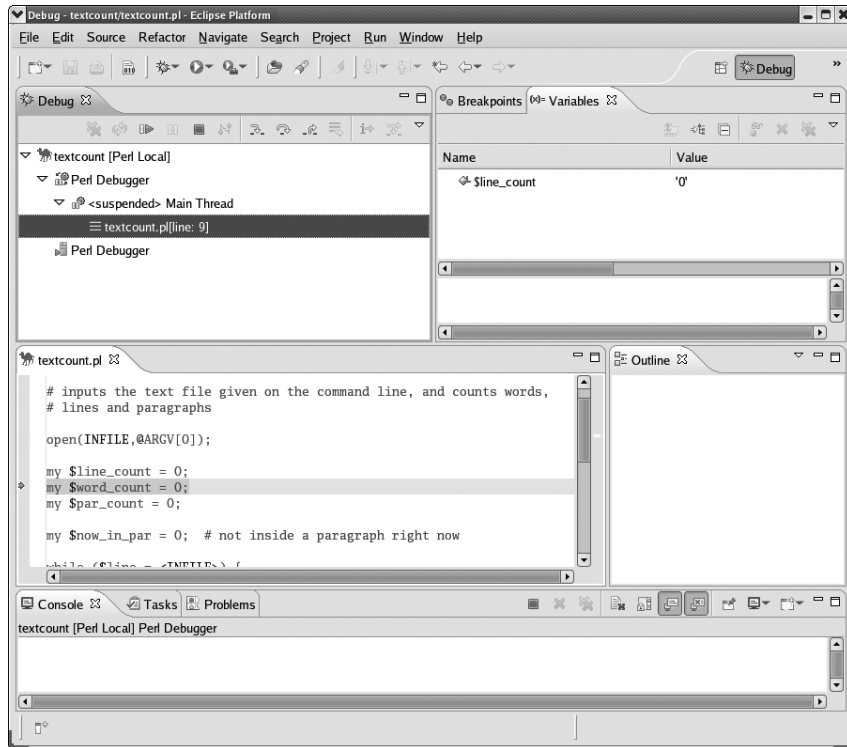 Debug - textcount/textcount.pl - Eclipse Platform
File Edit Source Refactor Navigate Search Project Run Window Help
Debug
»
Debug
Breakpoints (x)= Variables
textcount [Perl Local]
Perl Debugger
<suspended> Main Thread
textcount.pl[line: 9]
Perl Debugger
Name Value
$line_count '0'
textcount.pl
Outline
# inputs the text file given on the command line, and counts words,
# lines and paragraphs
open(INFILE,@ARGV[0]);
my $line_count = 0;
my $word_count = 0;
my $par_count = 0;
my $now_in_par = 0;  # not inside a paragraph right now
while ($line = <INFILE>) {
Console Tasks Problems
textcount [Perl Local] Perl Debugger